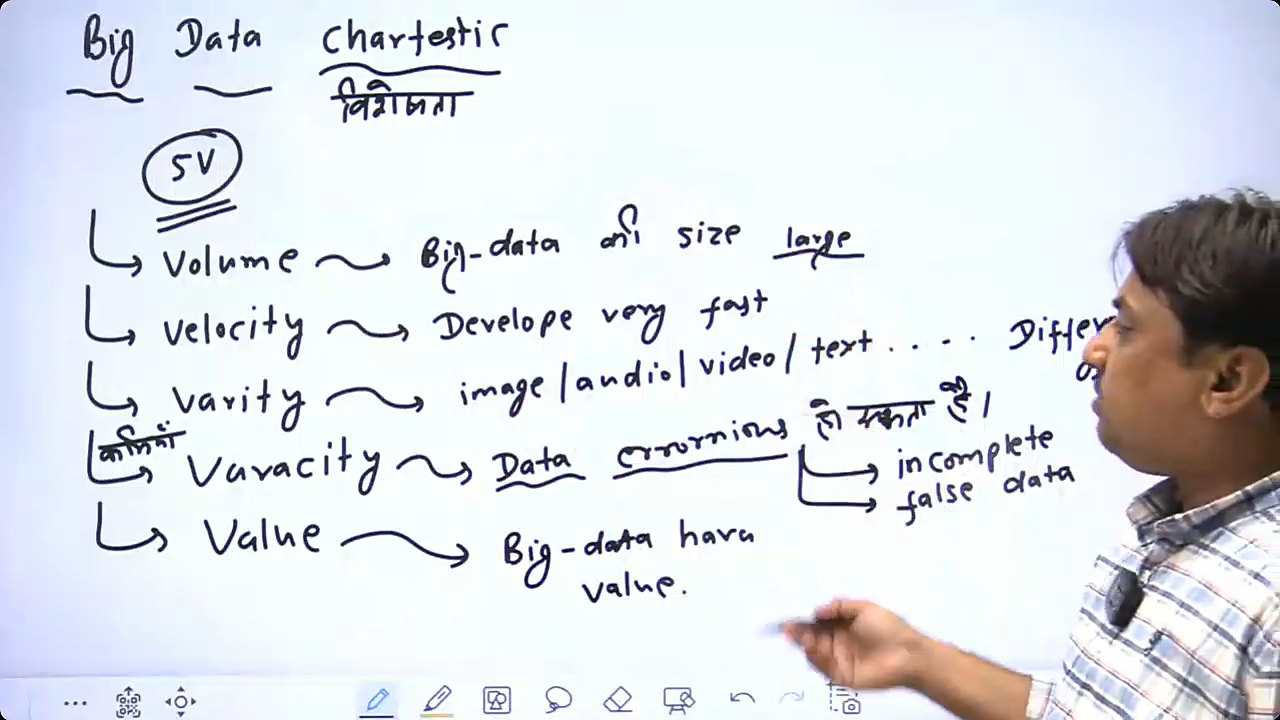 Big Data Chartestic
विशेषता
5V
Volume Big-data की size large
Velocity Develope very fast
Varity image/audio/video/text.... Differ
कमियाँ
Varacity Data errornious हो सकता है।
incomplete
false data
Value Big-data hava
value.